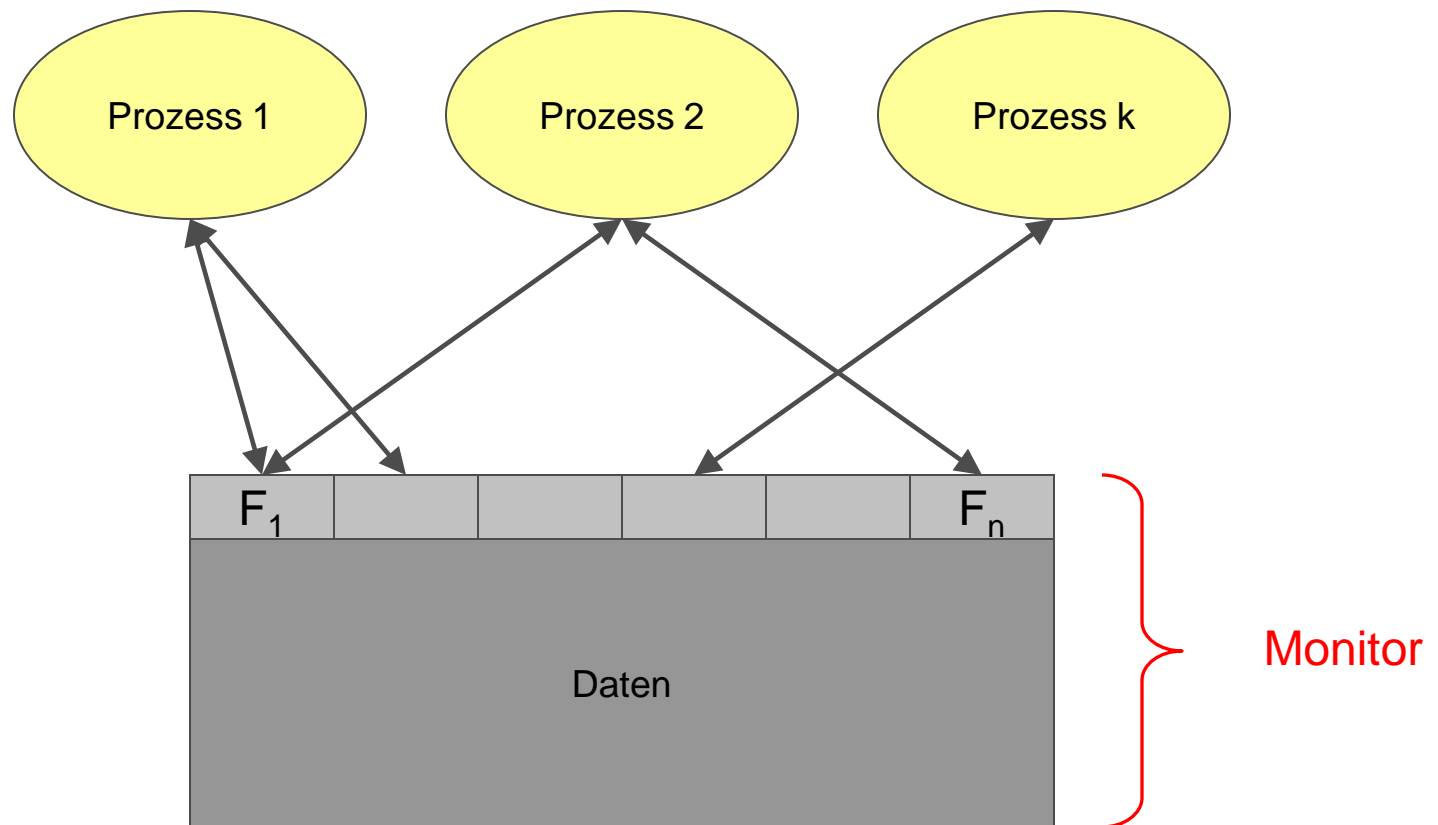 Prozess 1
Prozess 2
Prozess k
F₁
Fₙ
Daten
Monitor